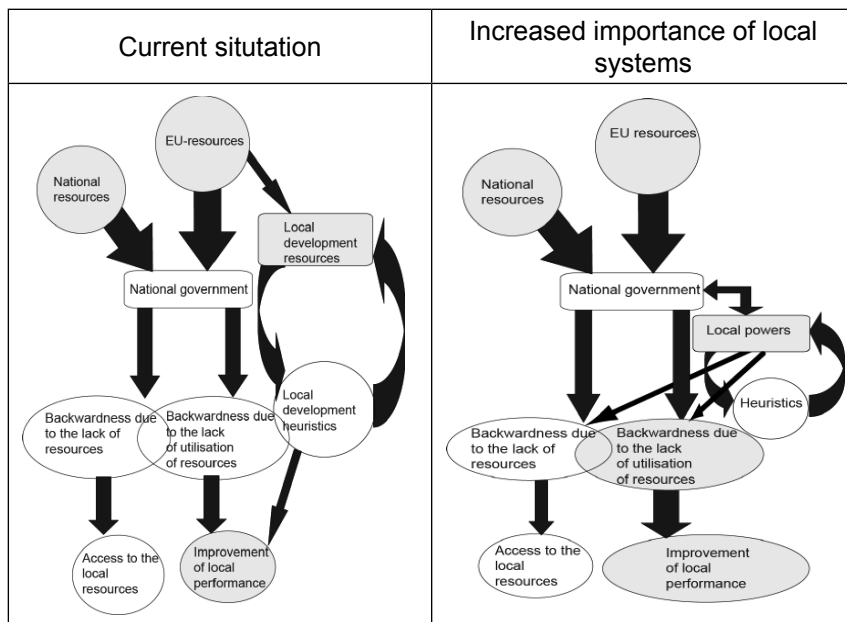 Current situtation
EU-resources
National
resources
Local
development
resources
National government
Local
development
heuristics
Backwardness due
to the lack of
resources
Backwardness due
to the lack
of utilisation
of resources
Access to the
local
resources
Improvement
of local
performance
Increased importance of local
systems
EU resources
National
resources
National government
Local powers
Heuristics
Backwardness due
to the lack of
resources
Backwardness due
to the lack
of utilisation
of resources
Access to the
local
resources
Improvement
of local
performance